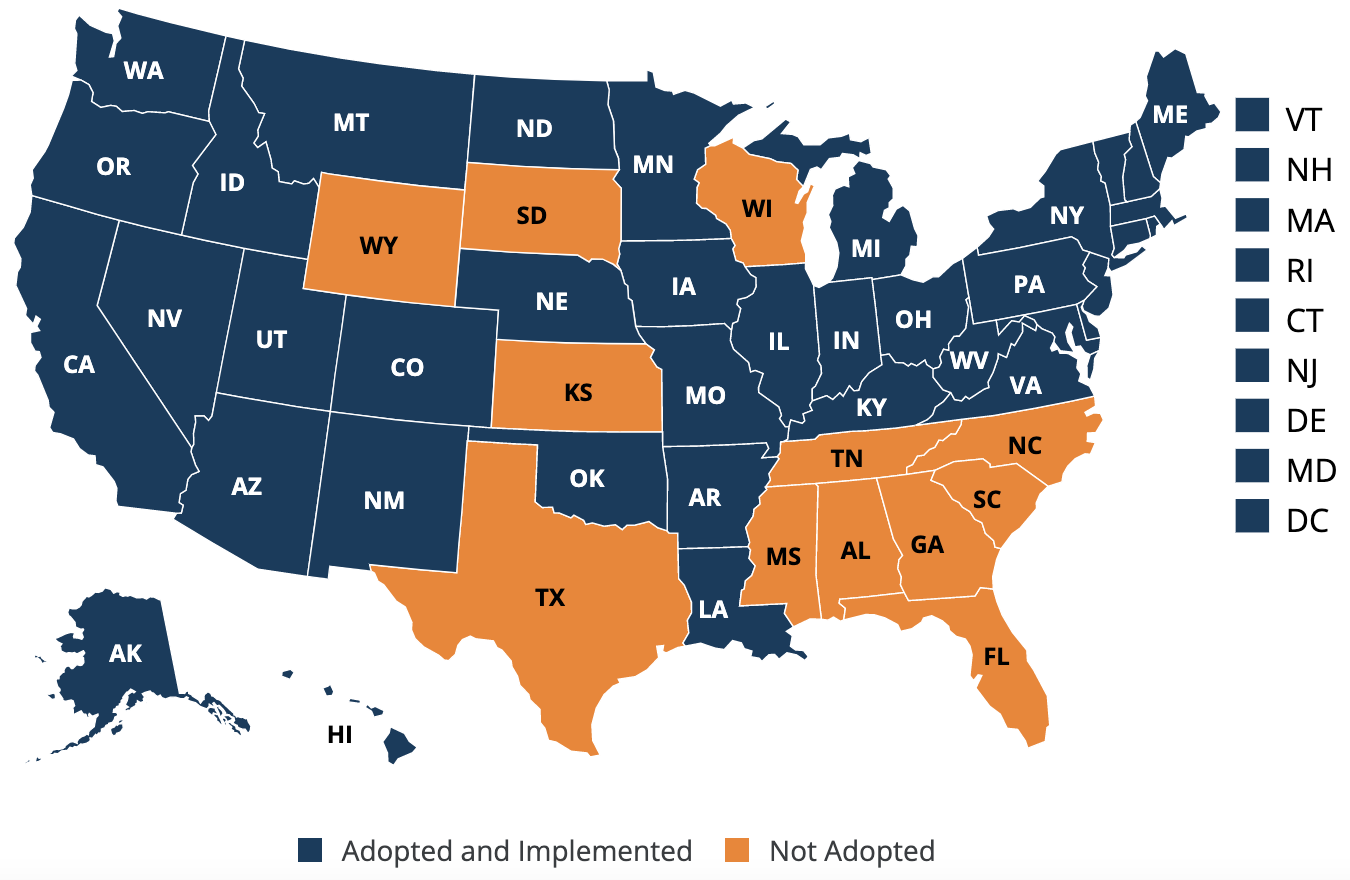 WA
ME
VT
MT
ND
OR
MN
NH
ID
SD
WI
NY
MA
WY
MI
RI
NE
IA
PA
NV
UT
IL
IN
OH
CT
CA
CO
WV
NJ
KS
MO
VA
KY
DE
TN
NC
MD
AZ
NM
OK
AR
SC
DC
MS
AL
GA
TX
LA
AK
FL
HI
Adopted and Implemented
Not Adopted